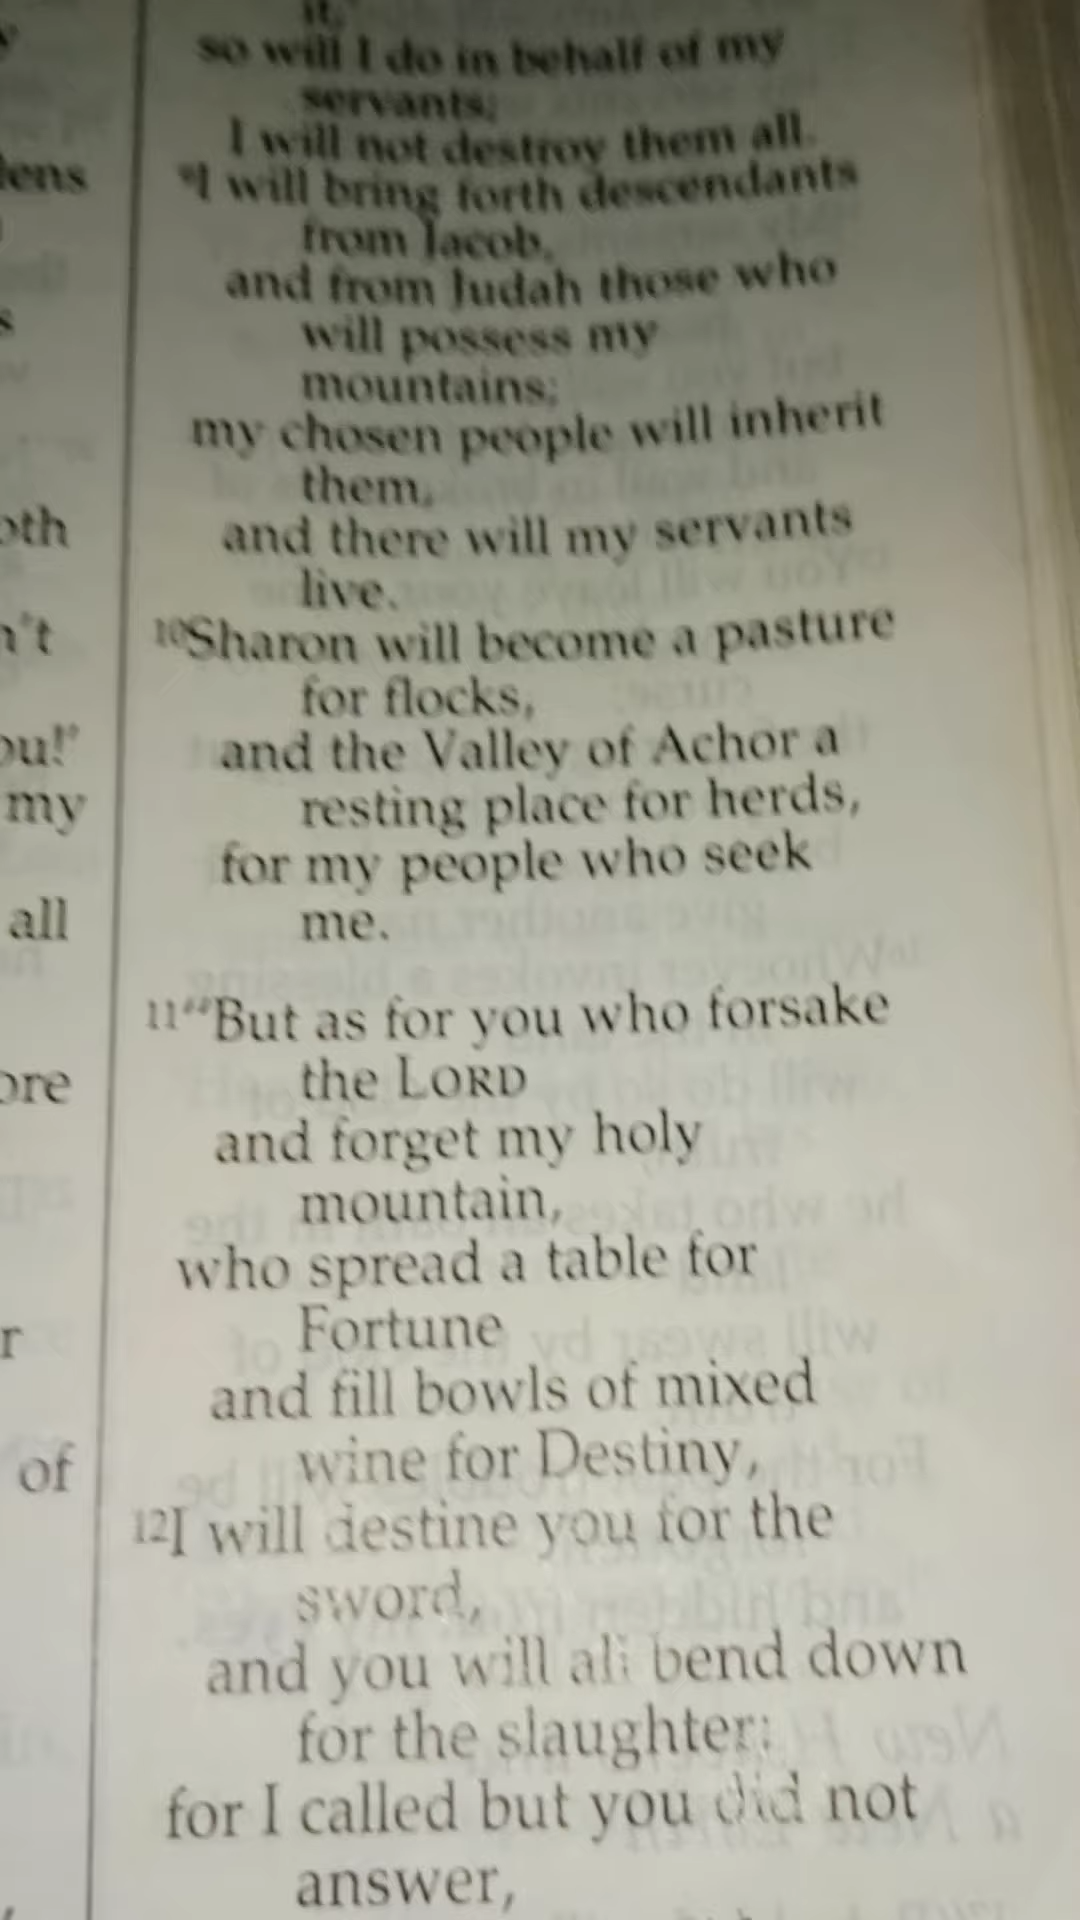 it,
so will I do in behalf of my
servants;
I will not destroy them all.
9I will bring forth descendants
from Jacob,
and from Judah those who
will possess my
mountains;
my chosen people will inherit
them,
and there will my servants
live.
10Sharon will become a pasture
for flocks,
and the Valley of Achor a
resting place for herds,
for my people who seek
me.
11"But as for you who forsake
the LORD
and forget my holy
mountain,
who spread a table for
Fortune
and fill bowls of mixed
wine for Destiny,
12I will destine you for the
sword,
and you will all bend down
for the slaughter;
for I called but you did not
answer,
my
all
of